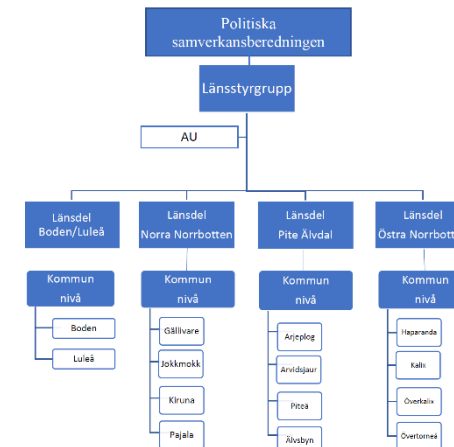 Politiska
samverkansberedningen
Länsstyrgrupp
AU
Länsdel
Boden/Luleå
Länsdel
Norra Norrbotten
Länsdel
Pite Älvdal
Länsdel
Östra Norrbott
Kommun
nivå
Kommun
nivå
Kommun
nivå
Kommun
nivå
Boden
Luleå
Gällivare
Jokkmokk
Kiruna
Pajala
Arjeplog
Arvidsjaur
Piteå
Älvsbyn
Haparanda
Kalix
Överkalix
Övertorneå